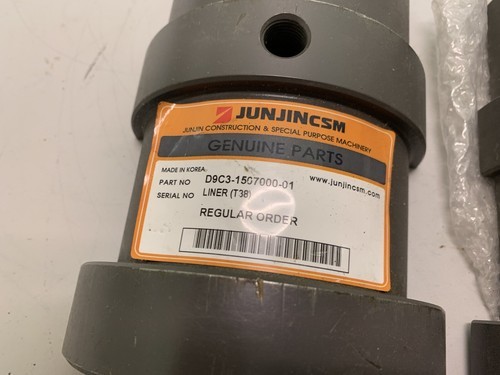 JUNJINCSM
JUNJIN CONSTRUCTION & SPECIAL PURPOSE MACHINERY
GENUINE PARTS
MADE IN KOREA.
www.junjincsm.com
PART NO D9C3-1507000-01
SERIAL NO LINER (T38)
REGULAR ORDER